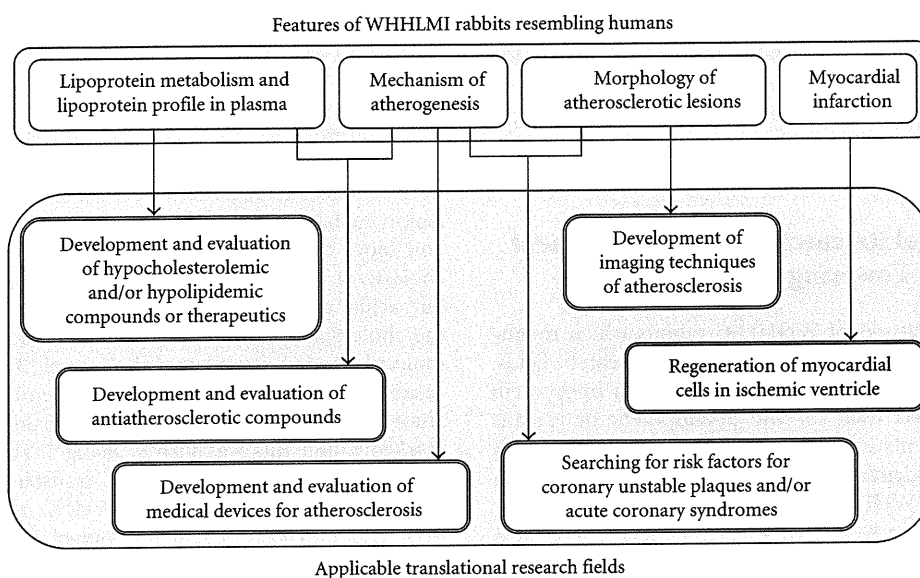 Features of WHHLMI rabbits resembling humans
Lipoprotein metabolism and
lipoprotein profile in plasma
Mechanism of
atherogenesis
Morphology of
atherosclerotic lesions
Myocardial
infarction
Development and evaluation
of hypocholesterolemic
and/or hypolipidemic
compounds or therapeutics
Development of
imaging techniques
of atherosclerosis
Development and evaluation of
antiatherosclerotic compounds
Regeneration of myocardial
cells in ischemic ventricle
Development and evaluation of
medical devices for atherosclerosis
Searching for risk factors for
coronary unstable plaques and/or
acute coronary syndromes
Applicable translational research fields